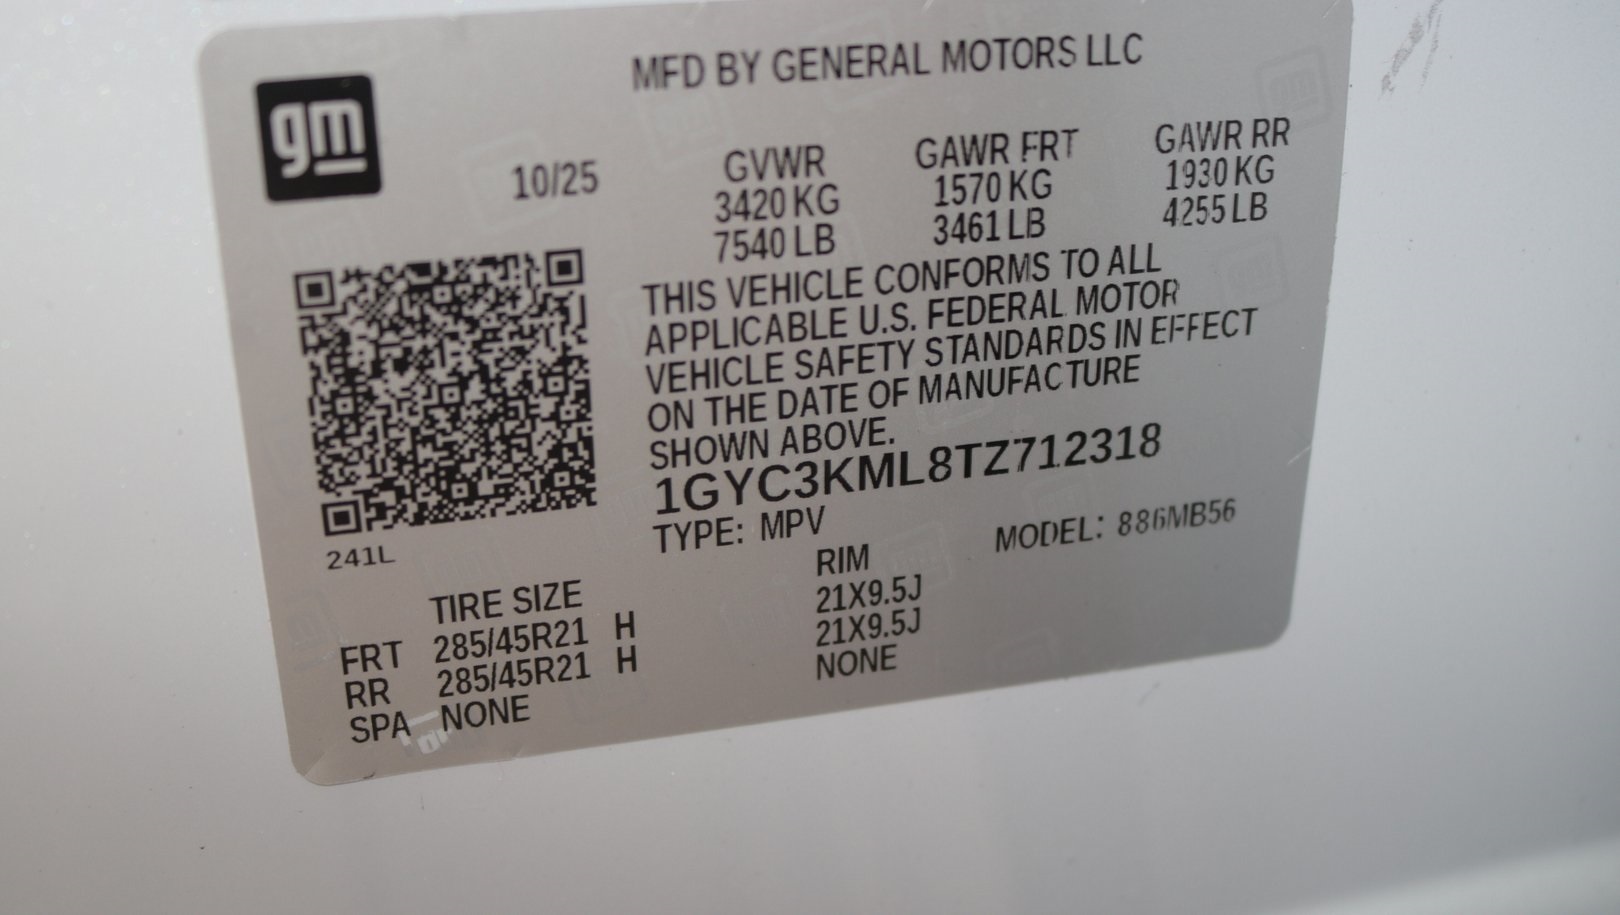 MFD BY GENERAL MOTORS LLC
gm
10/25
GVWR GAWR FRT GAWR RR
3420 KG 1570 KG 1930 KG
7540 LB 3461 LB 4255 LB
THIS VEHICLE CONFORMS TO ALL
APPLICABLE U.S. FEDERAL MOTOR
VEHICLE SAFETY STANDARDS IN EFFECT
ON THE DATE OF MANUFACTURE
SHOWN ABOVE.
1GYC3KML8TZ712318
TYPE: MPV MODEL: 886MB56
241L
TIRE SIZE RIM
FRT 285/45R21 H 21X9.5J
RR 285/45R21 H 21X9.5J
SPA NONE NONE